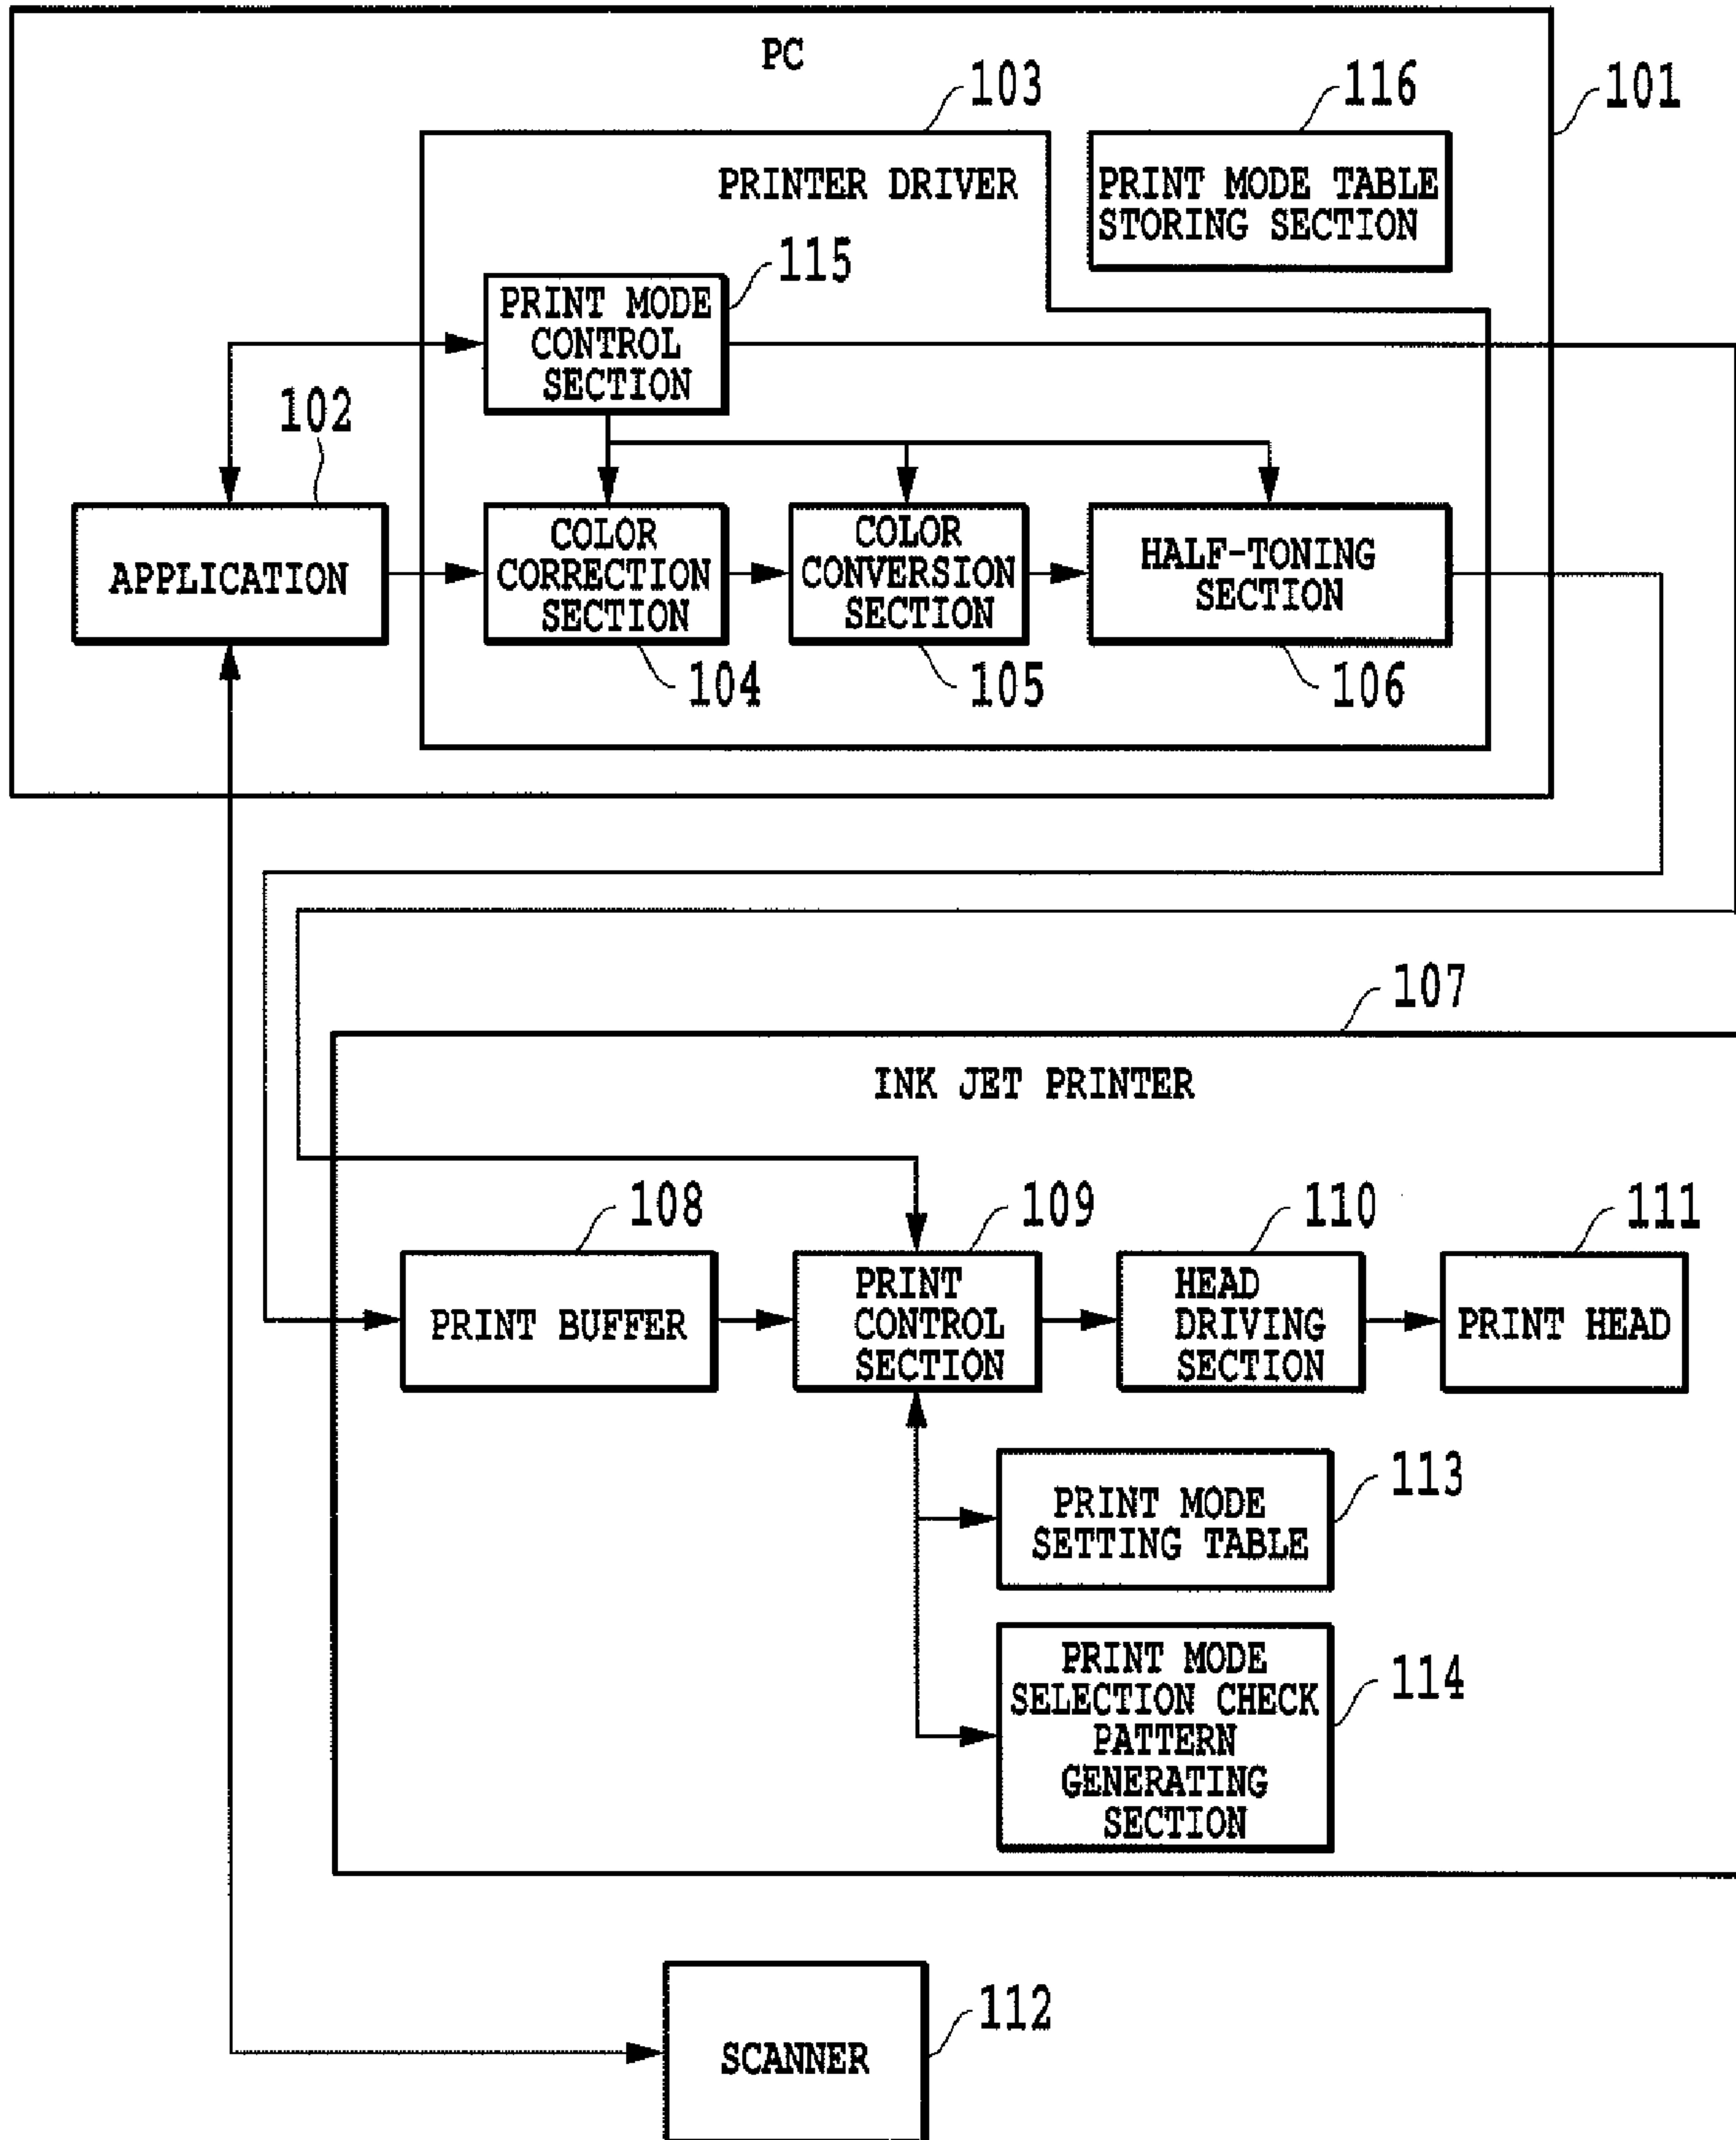 PC
103
116
101
PRINTER DRIVER
PRINT MODE TABLE
STORING SECTION
115
PRINT MODE
CONTROL
SECTION
102
APPLICATION
COLOR
CORRECTION
SECTION
COLOR
CONVERSION
SECTION
HALF-TONING
SECTION
104
105
106
107
INK JET PRINTER
108
109
110
111
PRINT BUFFER
PRINT
CONTROL
SECTION
HEAD
DRIVING
SECTION
PRINT HEAD
113
PRINT MODE
SETTING TABLE
PRINT MODE
SELECTION CHECK
PATTERN
GENERATING
SECTION
114
112
SCANNER